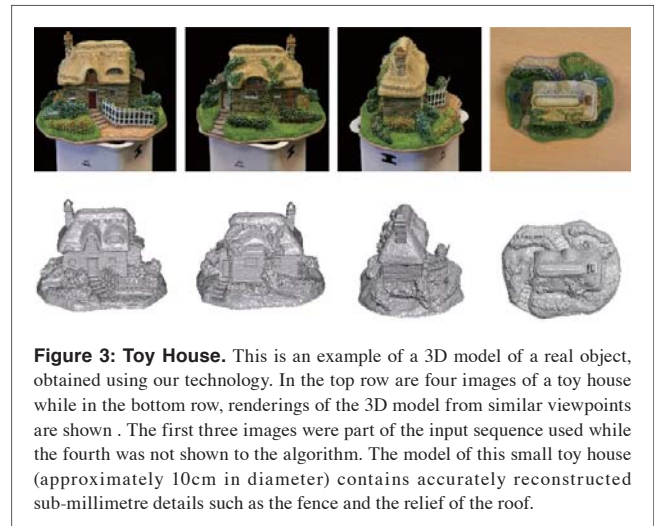 Figure 3: Toy House. This is an example of a 3D model of a real object,
obtained using our technology. In the top row are four images of a toy house
while in the bottom row, renderings of the 3D model from similar viewpoints
are shown . The first three images were part of the input sequence used while
the fourth was not shown to the algorithm. The model of this small toy house
(approximately 10cm in diameter) contains accurately reconstructed
sub-millimetre details such as the fence and the relief of the roof.